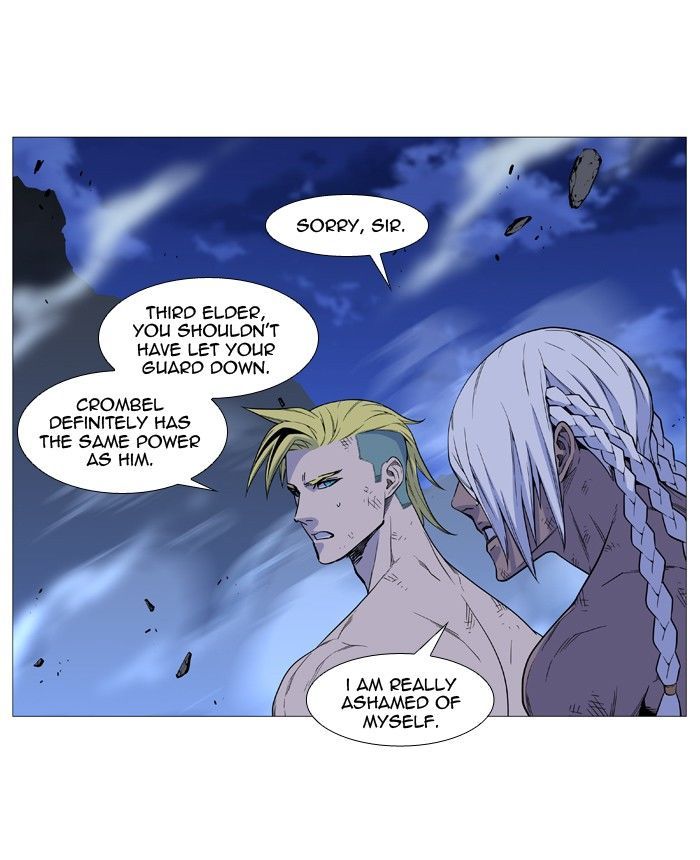 SORRY, SIR.
THIRD ELDER,
YOU SHOULDN'T
HAVE LET YOUR
GUARD DOWN.
CROMBEL
DEFINITELY HAS
THE SAME POWER
AS HIM.
I AM REALLY
ASHAMED OF
MYSELF.